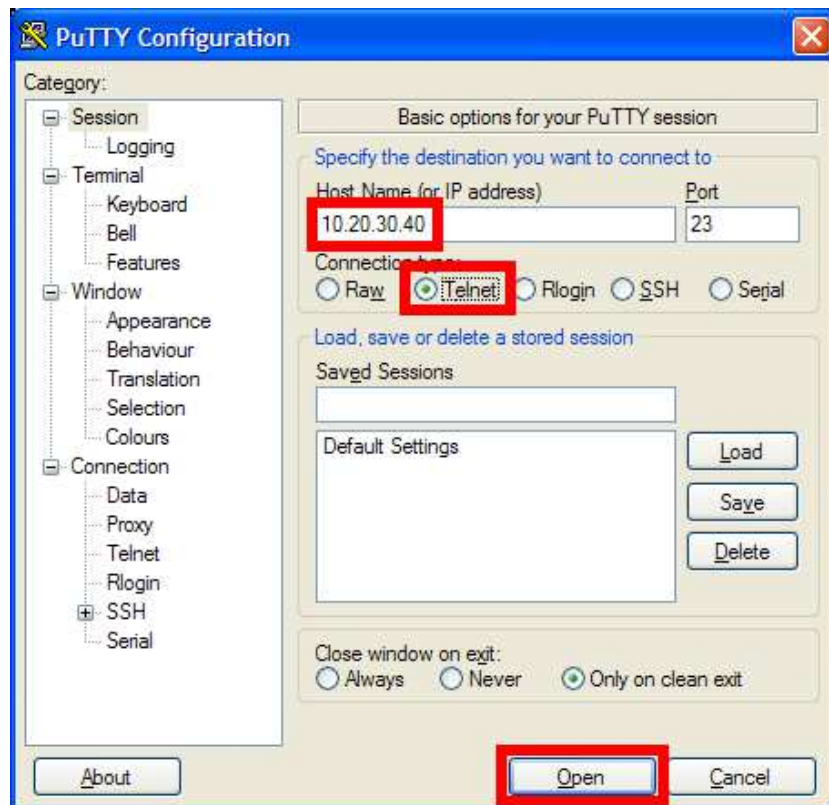 PuTTY Configuration
Category:
Session
Logging
Terminal
Keyboard
Bell
Features
Window
Appearance
Behaviour
Translation
Selection
Colours
Connection
Data
Proxy
Telnet
Rlogin
SSH
Serial
Basic options for your PuTTY session
Specify the destination you want to connect to
Host Name (or IP address) Port
10.20.30.40 23
Connection type:
Raw Telnet Rlogin SSH Serial
Load, save or delete a stored session
Saved Sessions
Default Settings
Load
Save
Delete
Close window on exit:
Always Never Only on clean exit
About Open Cancel